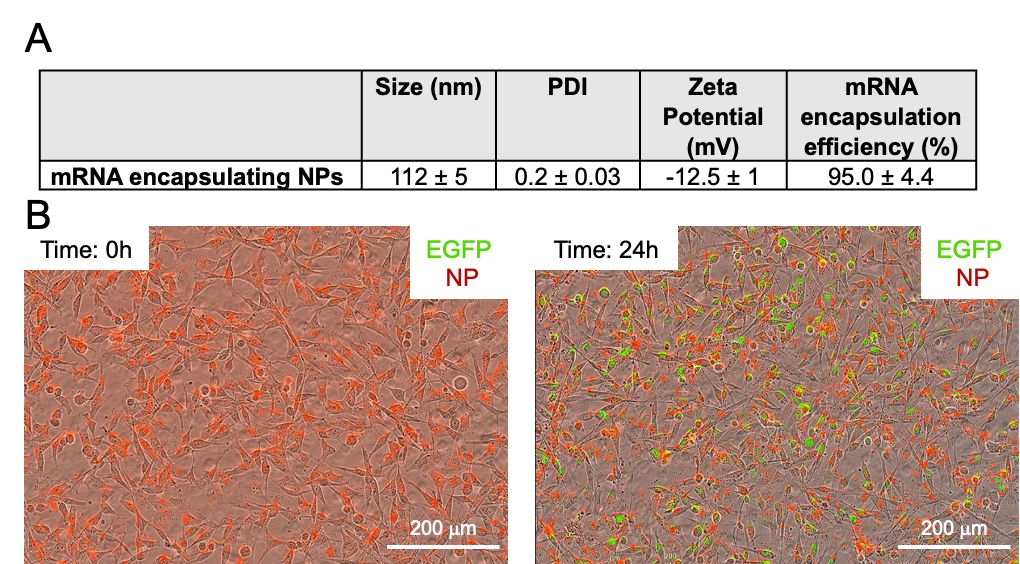 A
Size (nm)
PDI
Zeta
Potential
(mV)
mRNA
encapsulation
efficiency (%)
mRNA encapsulating NPs
112 ± 5
0.2 ± 0.03
-12.5 ± 1
95.0 ± 4.4
B
Time: 0h
EGFP
NP
200 µm
Time: 24h
EGFP
NP
200 µm